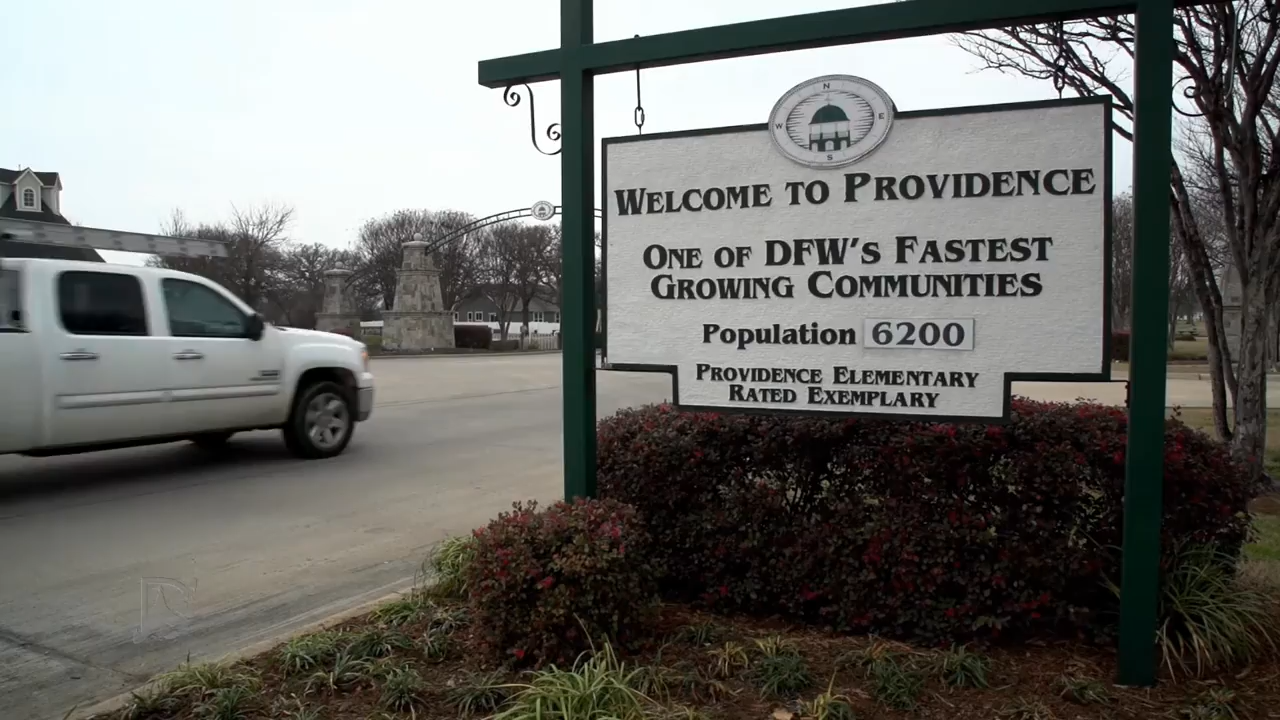 N
W E
S
WELCOME TO PROVIDENCE
ONE OF DFW'S FASTEST
GROWING COMMUNITIES
Population 6200
PROVIDENCE ELEMENTARY
RATED EXEMPLARY